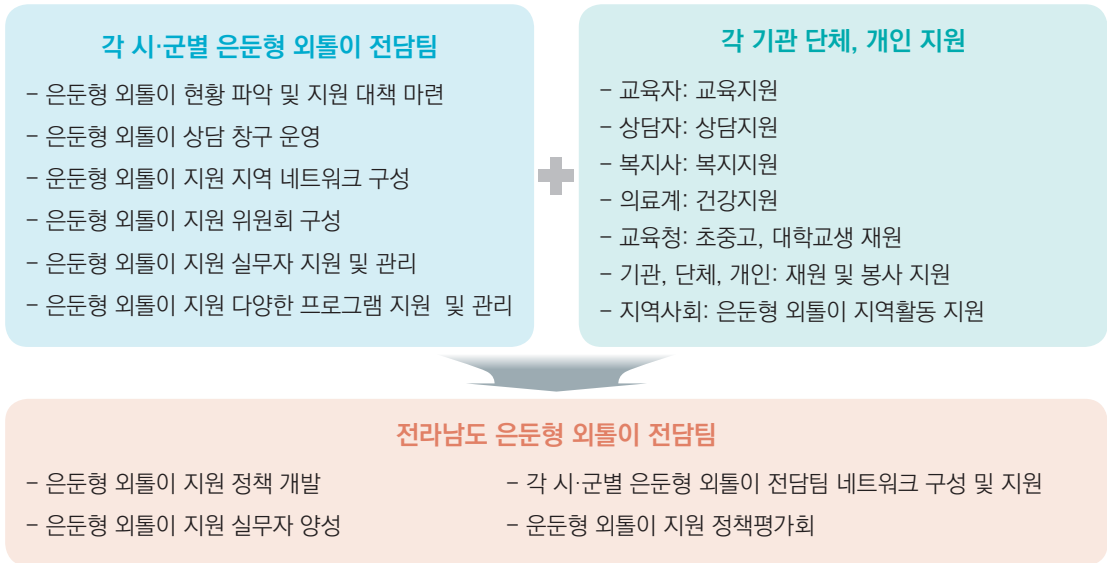 각 시·군별 은둔형 외톨이 전담팀
– 은둔형 외톨이 현황 파악 및 지원 대책 마련
– 은둔형 외톨이 상담 창구 운영
– 운둔형 외톨이 지원 지역 네트워크 구성
– 은둔형 외톨이 지원 위원회 구성
– 은둔형 외톨이 지원 실무자 지원 및 관리
– 은둔형 외톨이 지원 다양한 프로그램 지원 및 관리
각 기관 단체, 개인 지원
– 교육자: 교육지원
– 상담자: 상담지원
– 복지사: 복지지원
– 의료계: 건강지원
– 교육청: 초중고, 대학교생 재원
– 기관, 단체, 개인: 재원 및 봉사 지원
– 지역사회: 은둔형 외톨이 지역활동 지원
전라남도 은둔형 외톨이 전담팀
– 은둔형 외톨이 지원 정책 개발
– 은둔형 외톨이 지원 실무자 양성
– 각 시·군별 은둔형 외톨이 전담팀 네트워크 구성 및 지원
– 운둔형 외톨이 지원 정책평가회